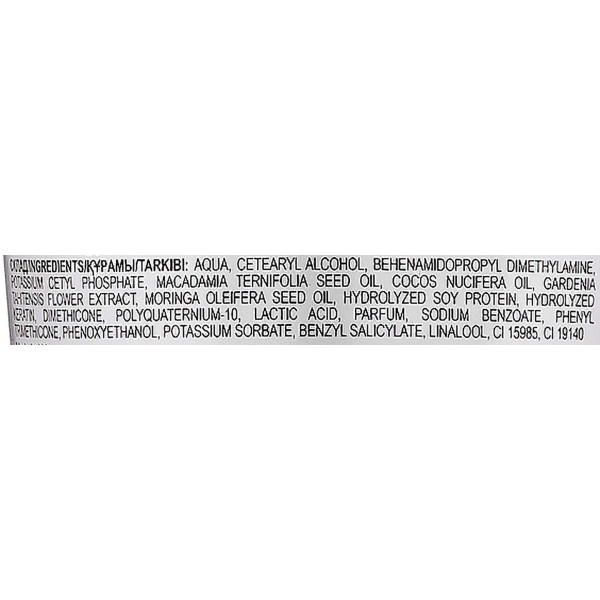 СКЛАД/INGREDIENTS/ҚҰРАМЫ/TARKIBI: AQUA, CETEARYL ALCOHOL, BEHENAMIDOPROPYL DIMETHYLAMINE,
POTASSIUM CETYL PHOSPHATE, MACADAMIA TERNIFOLIA SEED OIL, COCOS NUCIFERA OIL, GARDENIA
TAHITENSIS FLOWER EXTRACT, MORINGA OLEIFERA SEED OIL, HYDROLYZED SOY PROTEIN, HYDROLYZED
KERATIN, DIMETHICONE, POLYQUATERNIUM-10, LACTIC ACID, PARFUM, SODIUM BENZOATE, PHENYL
TRIMETHICONE, PHENOXYETHANOL, POTASSIUM SORBATE, BENZYL SALICYLATE, LINALOOL, CI 15985, CI 19140